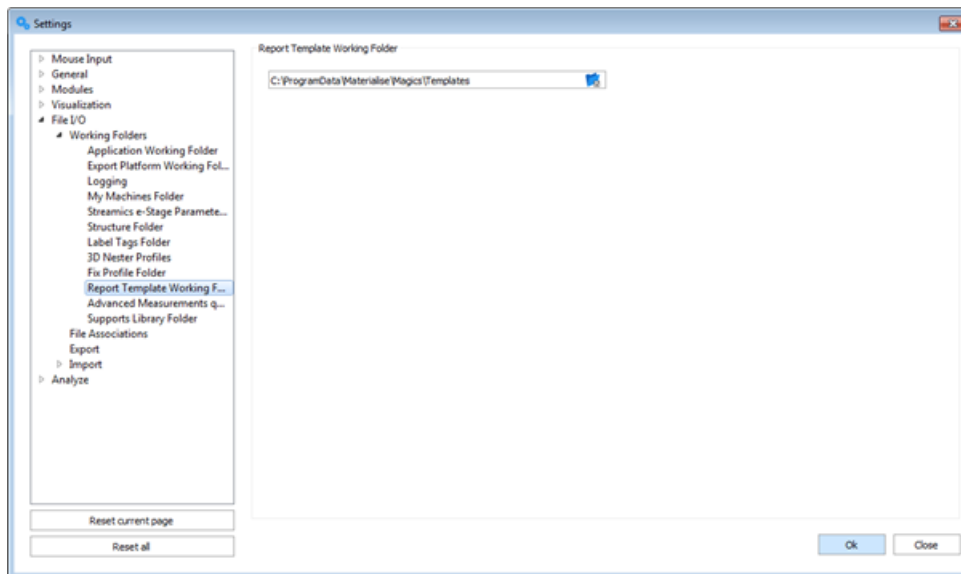 Settings
Mouse Input
General
Modules
Visualization
File I/O
Working Folders
Application Working Folder
Export Platform Working Fol...
Logging
My Machines Folder
Streamics e-Stage Paramete...
Structure Folder
Label Tags Folder
3D Nester Profiles
Fix Profile Folder
Report Template Working F...
Advanced Measurements q...
Supports Library Folder
File Associations
Export
Import
Analyze
Reset current page
Reset all
Report Template Working Folder
C:\ProgramData\Materialise\Magics\Templates
Ok
Close